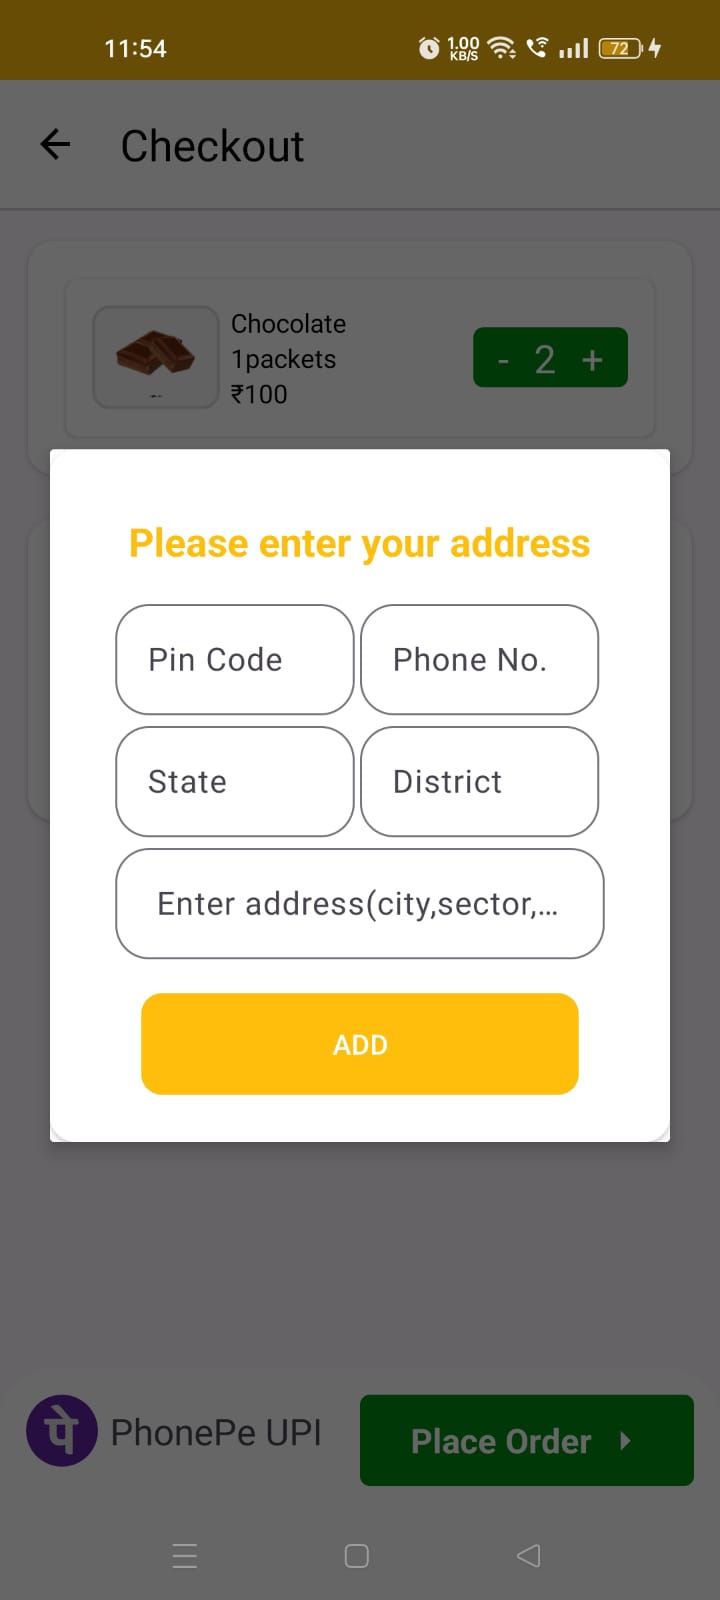 11:54 1.00 KB/S 72
Checkout
Chocolate
1packets
₹100
- 2 +
Please enter your address
Pin Code Phone No.
State District
Enter address(city,sector,...
ADD
पे PhonePe UPI Place Order